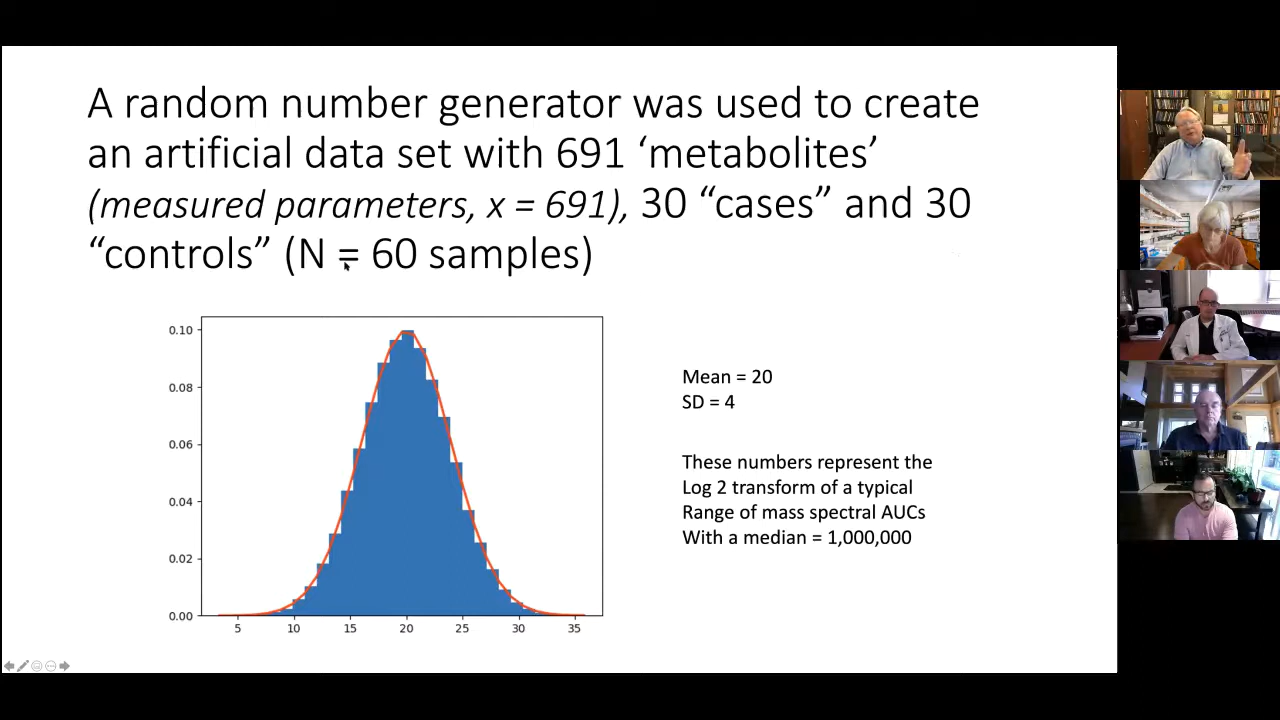 A random number generator was used to create
an artificial data set with 691 ‘metabolites’
(measured parameters, x = 691), 30 “cases” and 30
“controls” (N = 60 samples)
0.10
0.08
0.06
0.04
0.02
0.00
5 10 15 20 25 30 35
Mean = 20
SD = 4
These numbers represent the
Log 2 transform of a typical
Range of mass spectral AUCs
With a median = 1,000,000